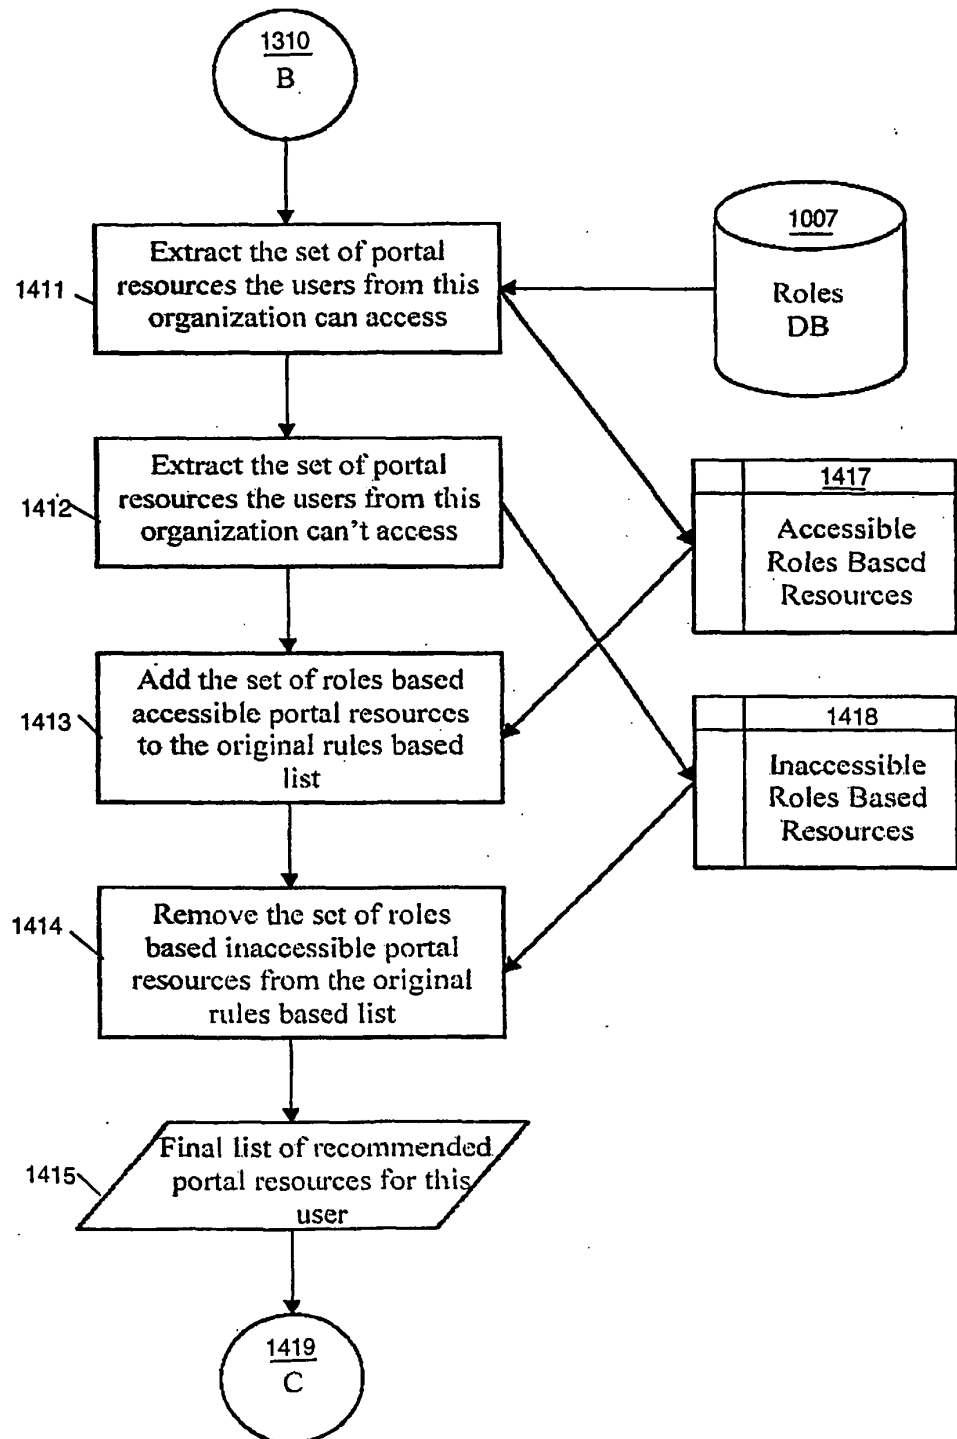 1310
B
1411
Extract the set of portal
resources the users from this
organization can access
1007
Roles
DB
1412
Extract the set of portal
resources the users from this
organization can't access
1417
Accessible
Roles Based
Resources
1413
Add the set of roles based
accessible portal resources
to the original rules based
list
1418
Inaccessible
Roles Based
Resources
1414
Remove the set of roles
based inaccessible portal
resources from the original
rules based list
1415
Final list of recommended
portal resources for this
user
1419
C